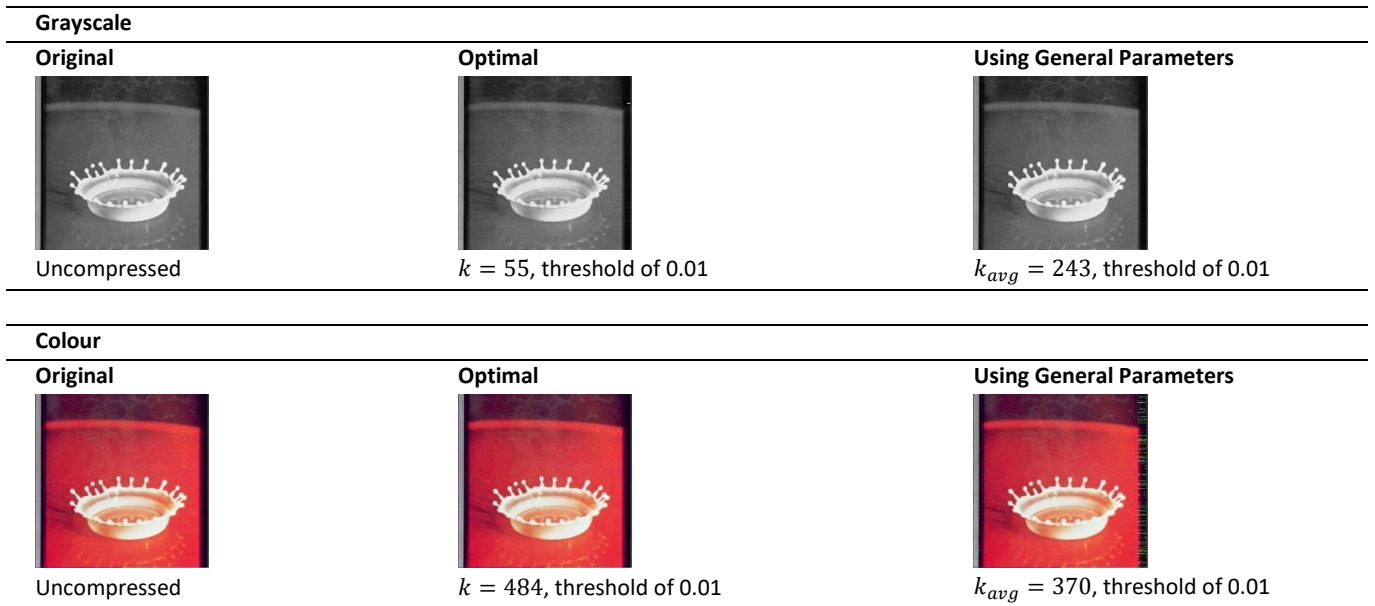 Grayscale
Original Optimal Using General Parameters
Uncompressed k = 55, threshold of 0.01 k_avg = 243, threshold of 0.01
Colour
Original Optimal Using General Parameters
Uncompressed k = 484, threshold of 0.01 k_avg = 370, threshold of 0.01